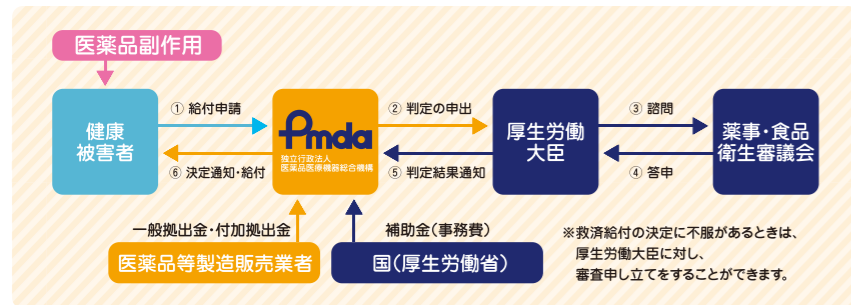 医薬品副作用
① 給付申請
② 判定の申出
③ 諮問
健康
被害者
Pmda
独立行政法人
医薬品医療機器総合機構
厚生労働
大臣
薬事・食品
衛生審議会
⑥ 決定通知・給付
⑤ 判定結果通知
④ 答申
一般拠出金・付加拠出金
補助金(事務費)
医薬品等製造販売業者
国(厚生労働省)
※救済給付の決定に不服があるときは、
厚生労働大臣に対し、
審査申し立てをすることができます。